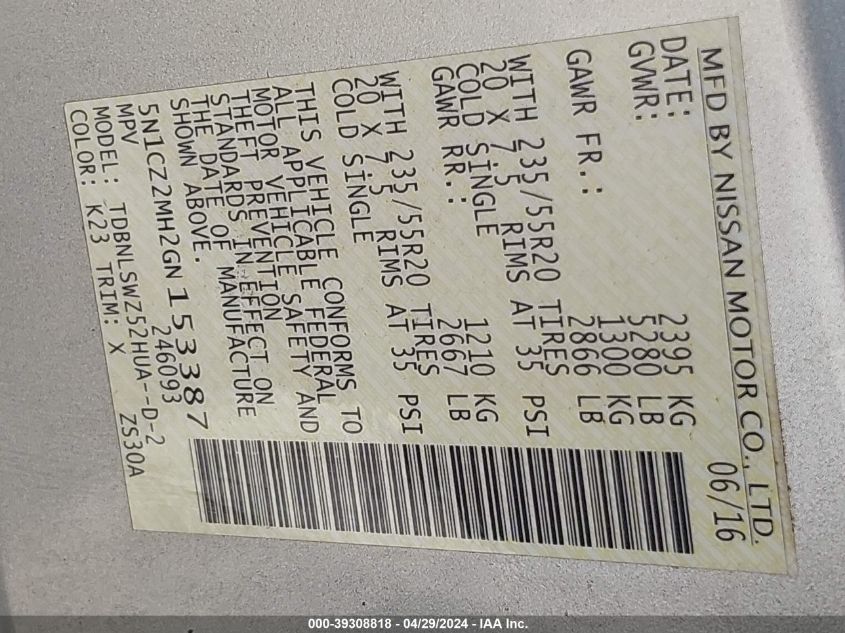 MFD BY NISSAN MOTOR CO., LTD.
DATE: 06/16
GVWR: 2395 KG
5280 LB
GAWR FR.: 1300 KG
2866 LB
WITH 235/55R20 TIRES
20 X 7.5 RIMS AT 35 PSI
COLD SINGLE
GAWR RR.: 1210 KG
2667 LB
WITH 235/55R20 TIRES
20 X 7.5 RIMS AT 35 PSI
COLD SINGLE
THIS VEHICLE CONFORMS TO
ALL APPLICABLE FEDERAL
MOTOR VEHICLE SAFETY AND
THEFT PREVENTION
STANDARDS IN EFFECT ON
THE DATE OF MANUFACTURE
SHOWN ABOVE.
5N1CZ2MH2GN153387
MPV 246093
MODEL: TDBNLSWZ52HUA--D-2
COLOR: K23 TRIM: X ZS30A
000-39308818 - 04/29/2024 - IAA Inc.